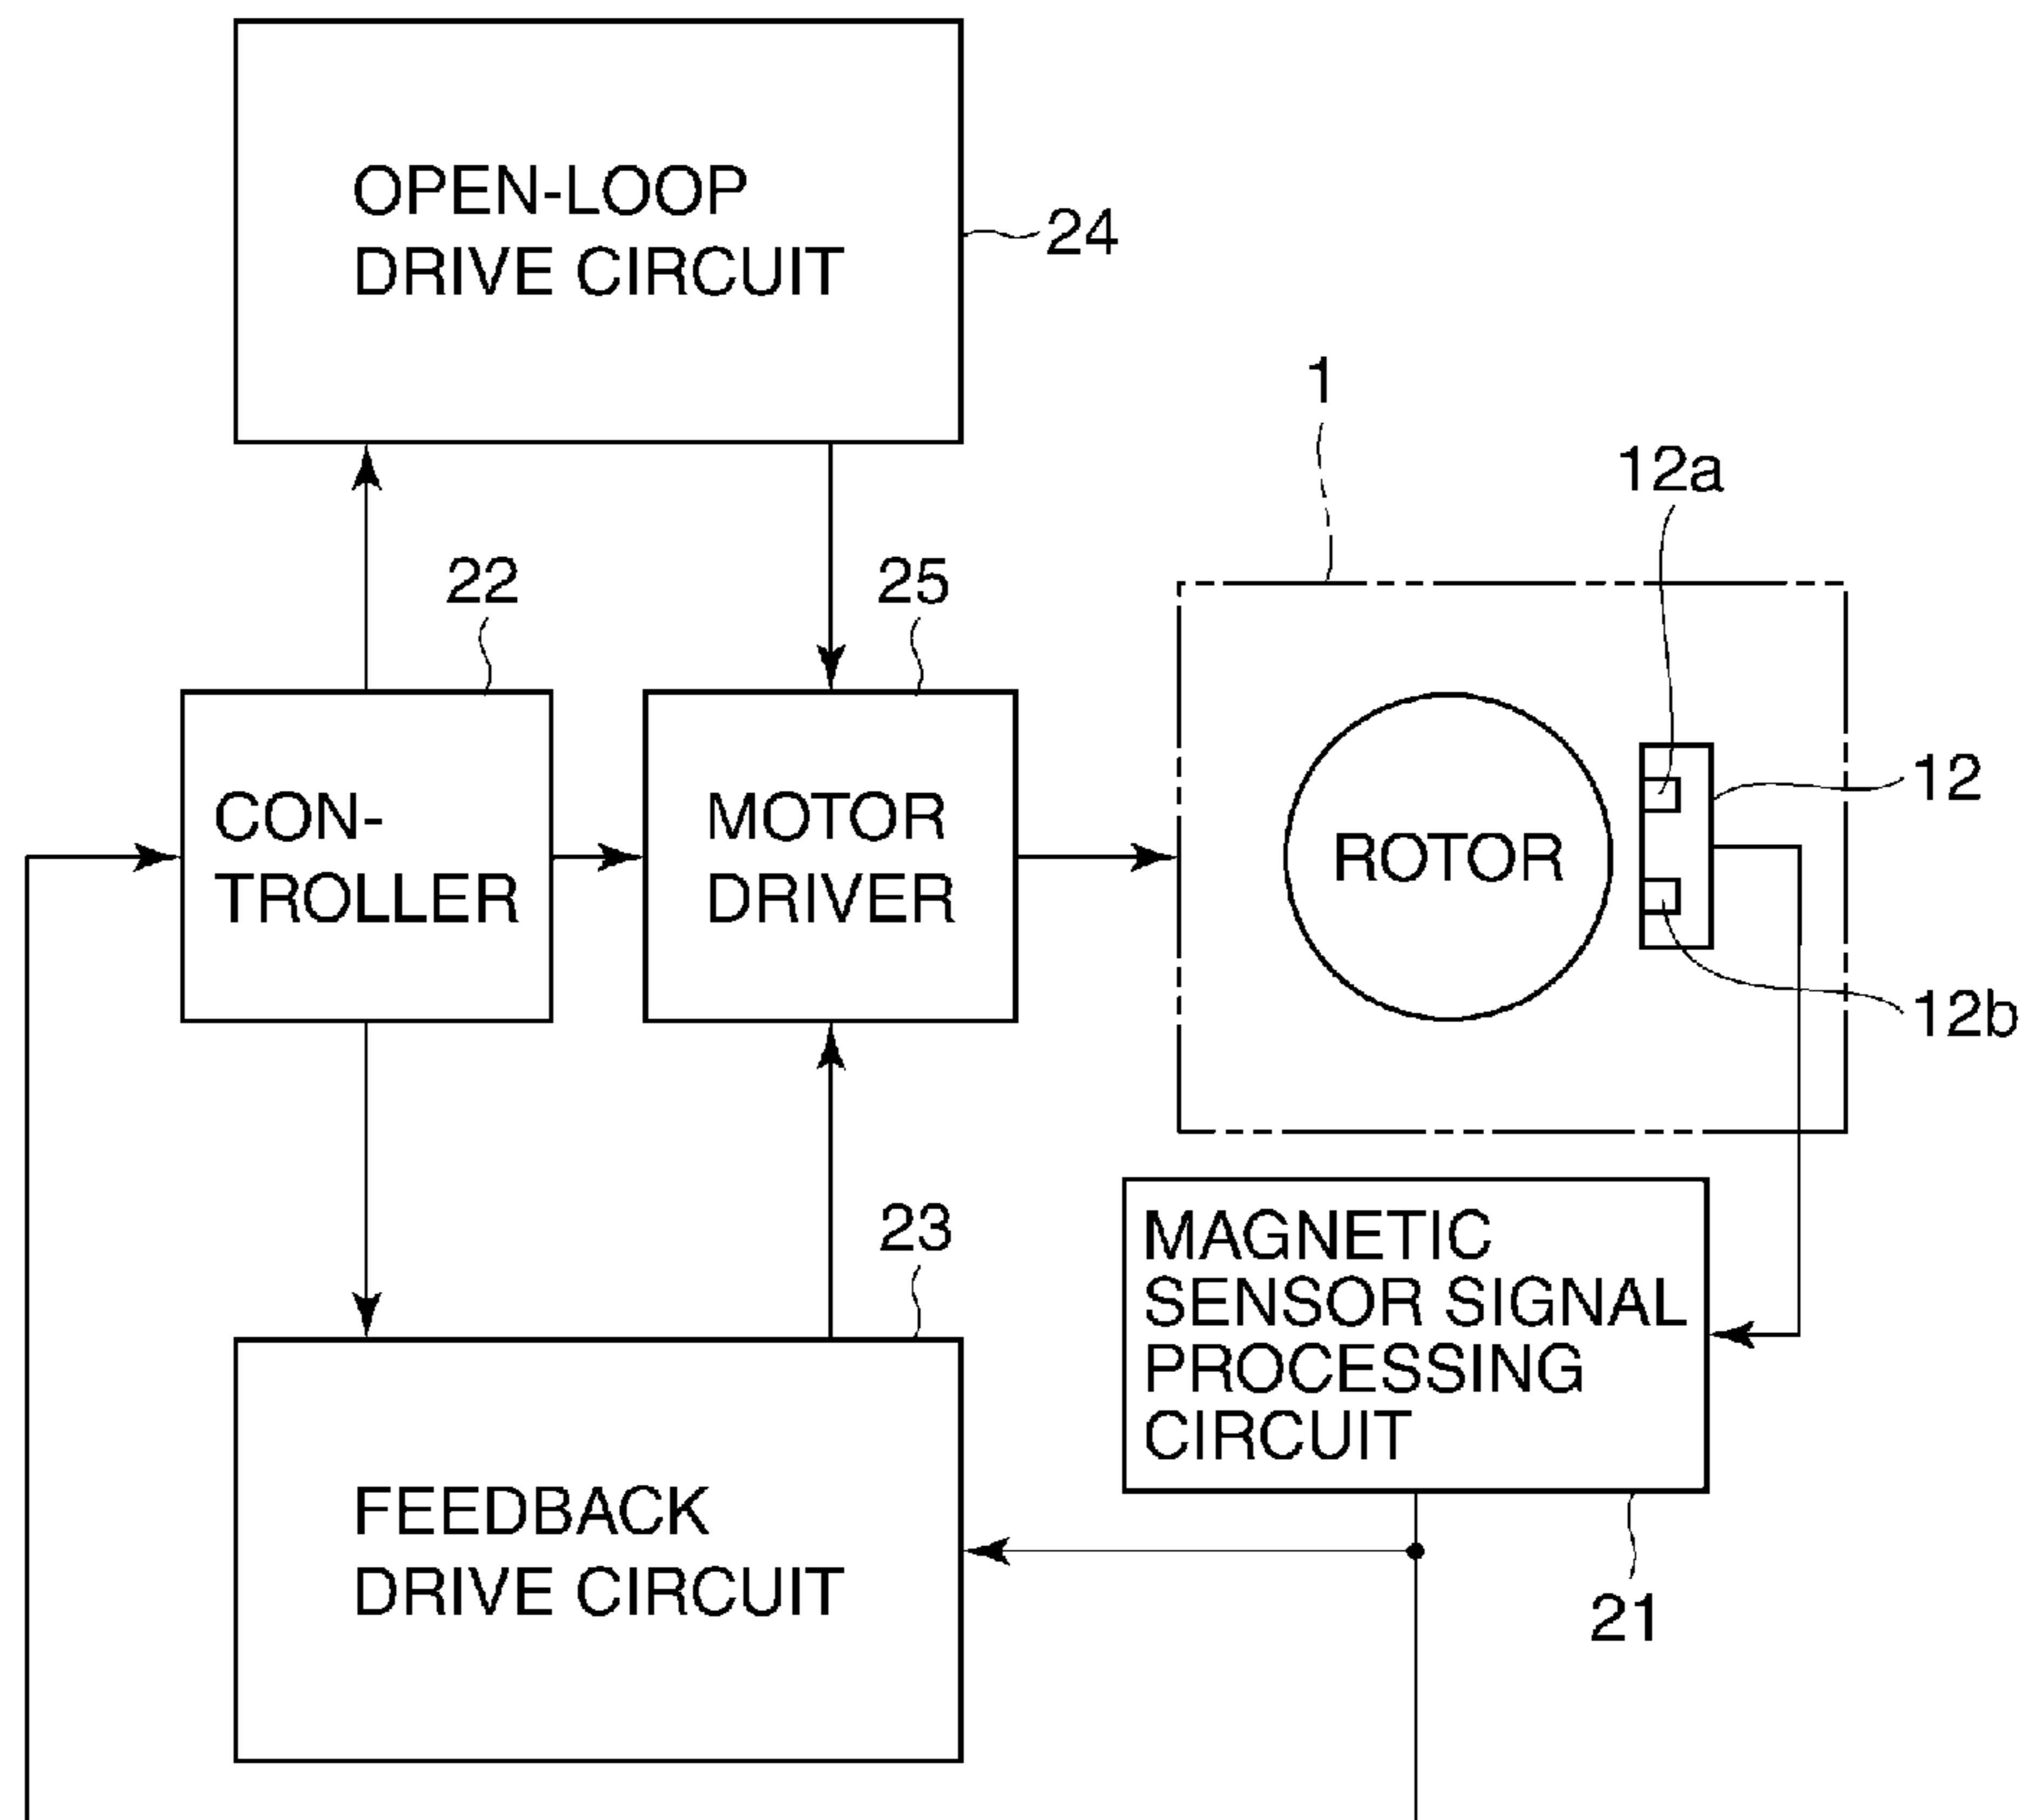 OPEN-LOOP
DRIVE CIRCUIT
24
1
12a
22
25
CON-
TROLLER
MOTOR
DRIVER
ROTOR
12
12b
23
MAGNETIC
SENSOR SIGNAL
PROCESSING
CIRCUIT
FEEDBACK
DRIVE CIRCUIT
21